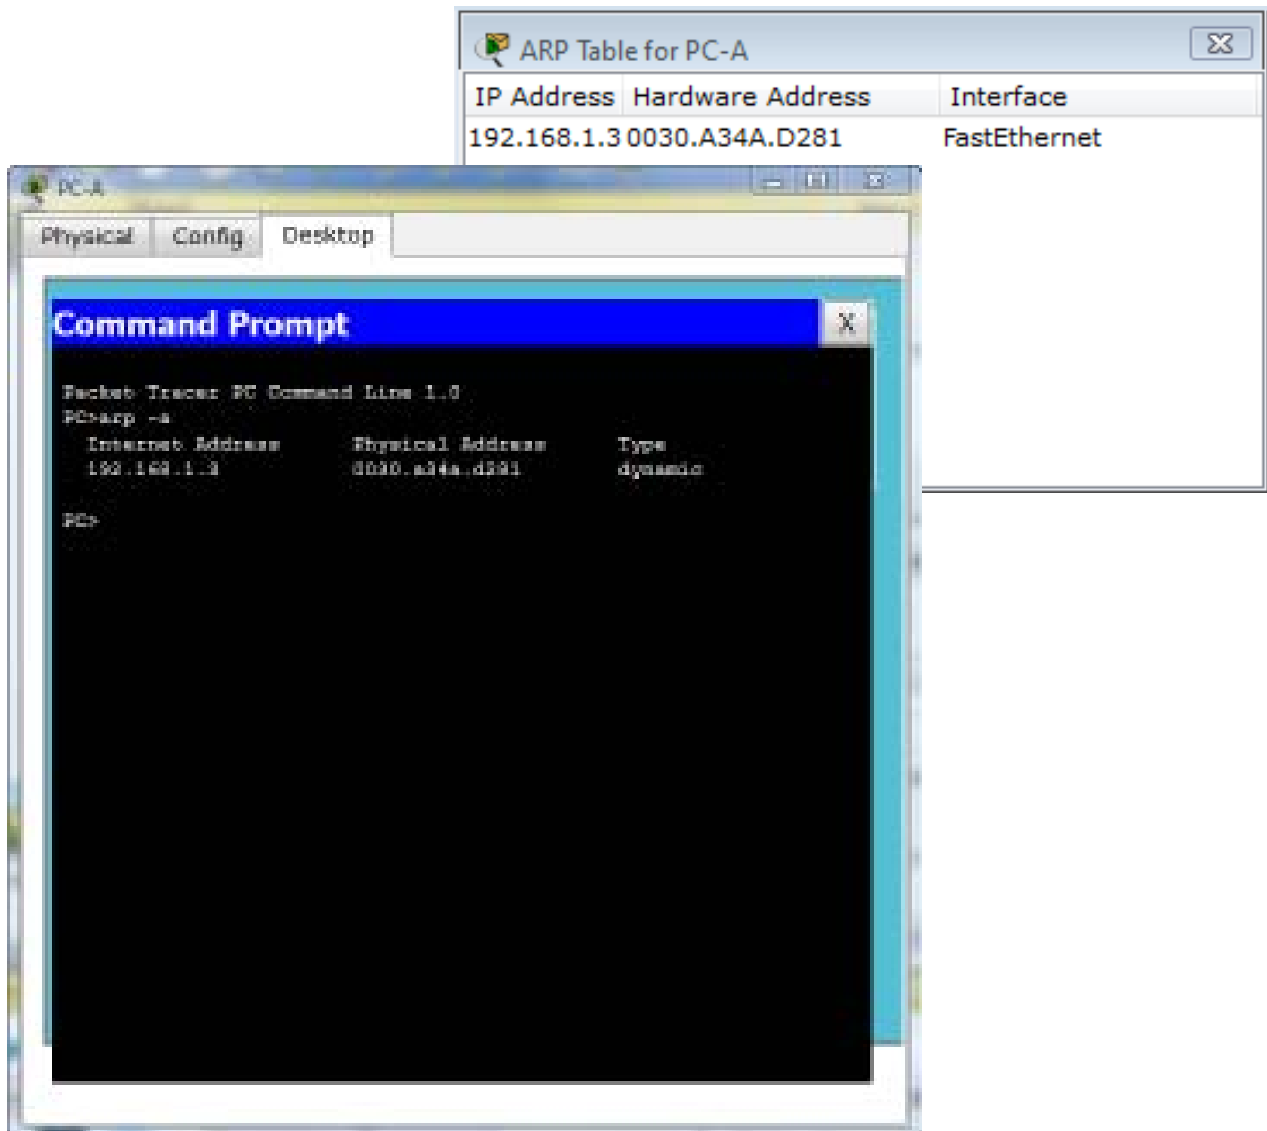 ARP Table for PC-A
IP Address Hardware Address Interface
192.168.1.3 0030.A34A.D281 FastEthernet
PC-A
Physical Config Desktop
Command Prompt X
Packet Tracer PC Command Line 1.0
PC>arp -a
Internet Address Physical Address Type
192.168.1.3 0030.a34a.d281 dynamic
PC>